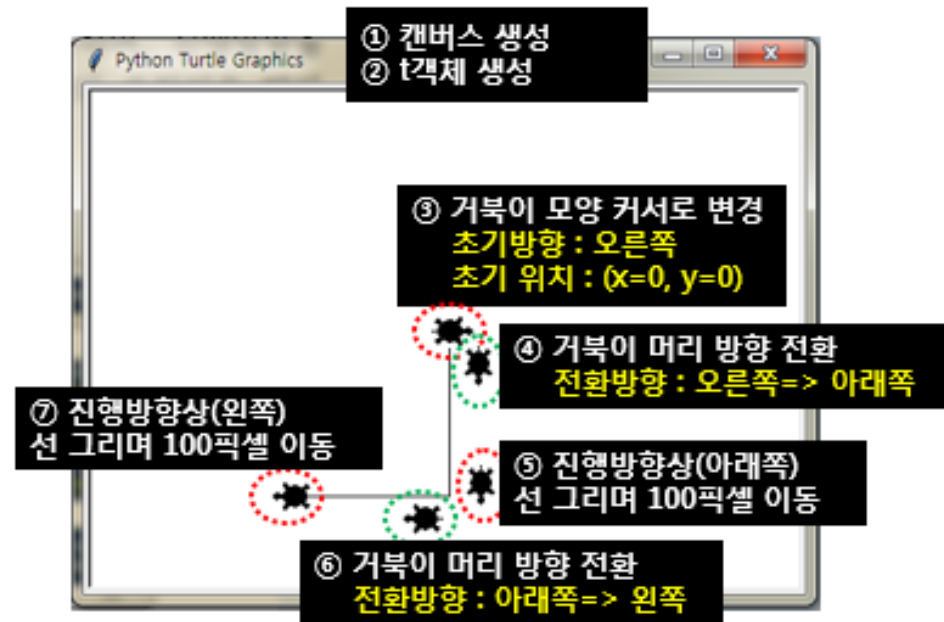 Python Turtle Graphics
① 캔버스 생성
② t객체 생성
③ 거북이 모양 커서로 변경
초기방향 : 오른쪽
초기 위치 : (x=0, y=0)
④ 거북이 머리 방향 전환
전환방향 : 오른쪽=> 아래쪽
⑦ 진행방향상(왼쪽)
선 그리며 100픽셀 이동
⑤ 진행방향상(아래쪽)
선 그리며 100픽셀 이동
⑥ 거북이 머리 방향 전환
전환방향 : 아래쪽=> 왼쪽